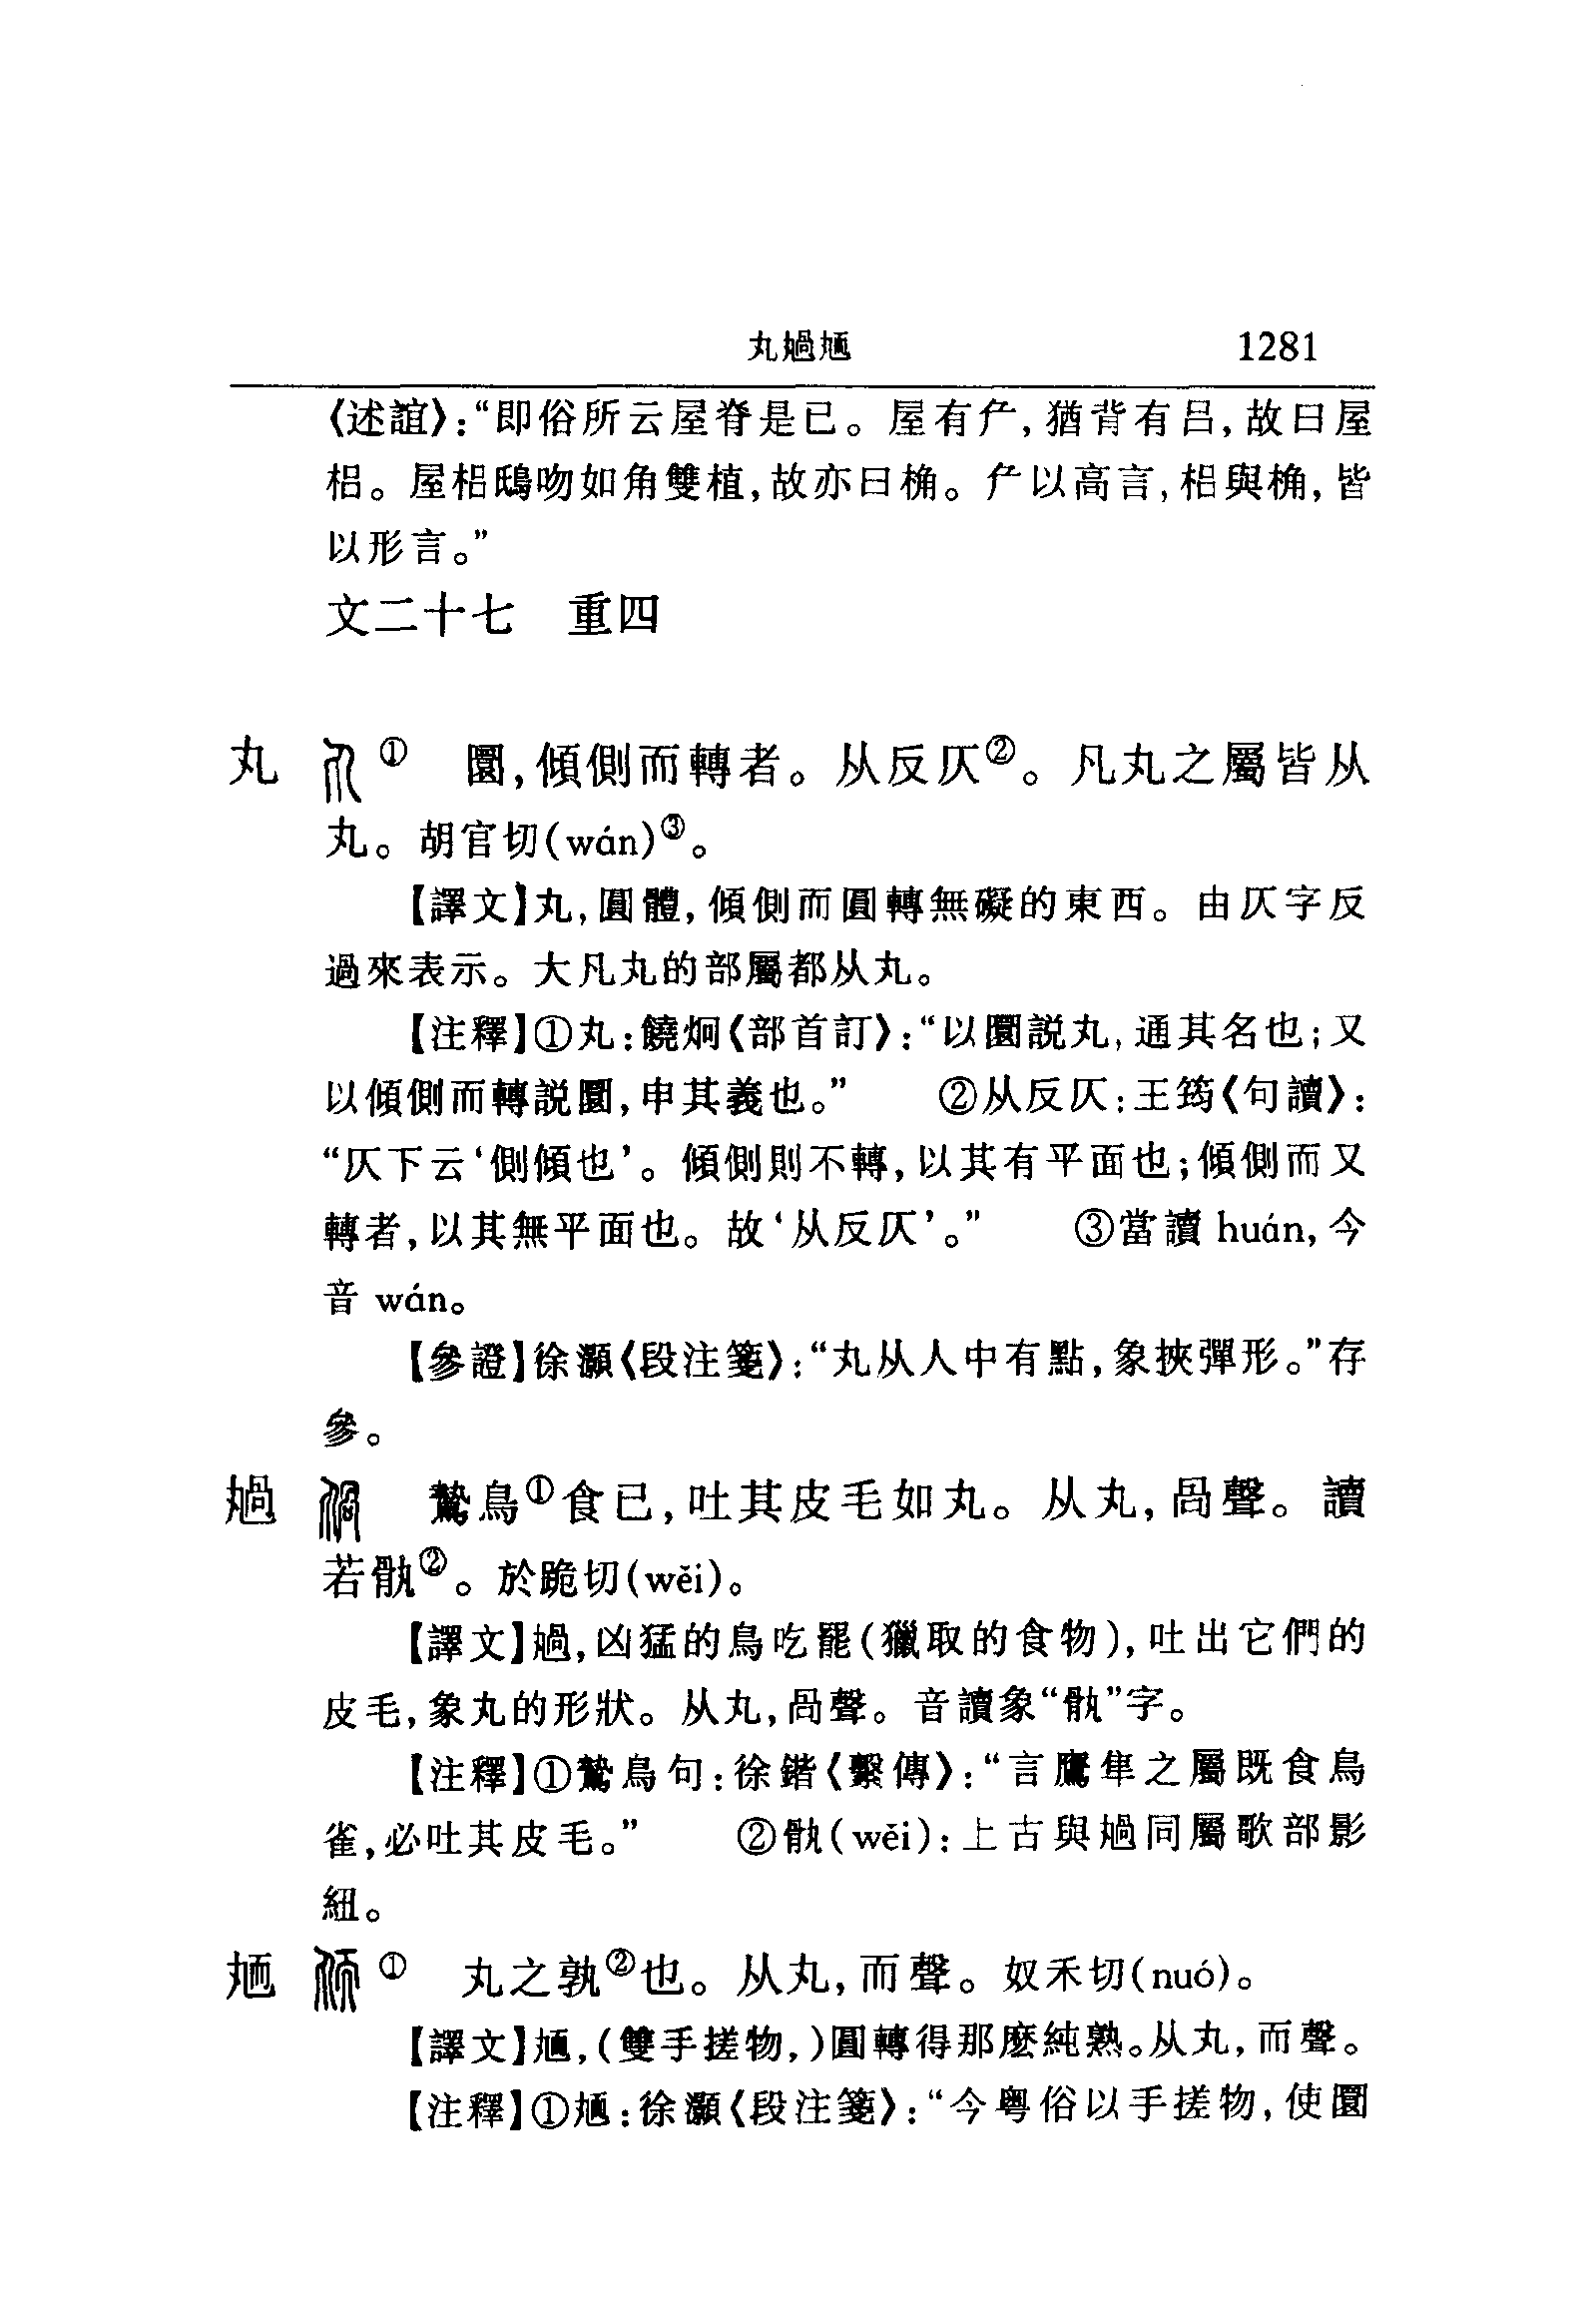 丸𡖈𡖇 1281
〈述誼〉:“即俗所云屋脊是已。屋有厃,猶背有呂,故曰屋
梠。屋梠鴟吻如角雙植,故亦曰桷。厃以高言,梠與桷,皆
以形言。”
文二十七 重四
丸 ① 圜,傾側而轉者。从反仄②。凡丸之屬皆从
丸。胡官切(wán)③。
【譯文】丸,圓體,傾側而圓轉無礙的東西。由仄字反
過來表示。大凡丸的部屬都从丸。
【注釋】①丸:饒炯〈部首訂〉:“以圜説丸,通其名也;又
以傾側而轉説圜,申其義也。” ②从反仄:王筠〈句讀〉:
“仄下云‘側傾也’。傾側則不轉,以其有平面也;傾側而又
轉者,以其無平面也。故‘从反仄’。” ③當讀 huán,今
音 wán。
【參證】徐灝〈段注箋〉:“丸从人中有點,象挾彈形。”存
參。
鷙鳥①食已,吐其皮毛如丸。从丸,咼聲。讀
若骫②。於跪切(wěi)。
【譯文】,凶猛的鳥吃罷(獵取的食物),吐出它們的
皮毛,象丸的形狀。从丸,咼聲。音讀象“骫”字。
【注釋】①鷙鳥句:徐鍇〈繫傳〉:“言鷹隼之屬既食鳥
雀,必吐其皮毛。” ②骫(wěi):上古與同屬歌部影
紐。
① 丸之孰②也。从丸,而聲。奴禾切(nuó)。
【譯文】,(雙手搓物,)圓轉得那麽純熟。从丸,而聲。
【注釋】①:徐灝〈段注箋〉:“今粵俗以手搓物,使圜